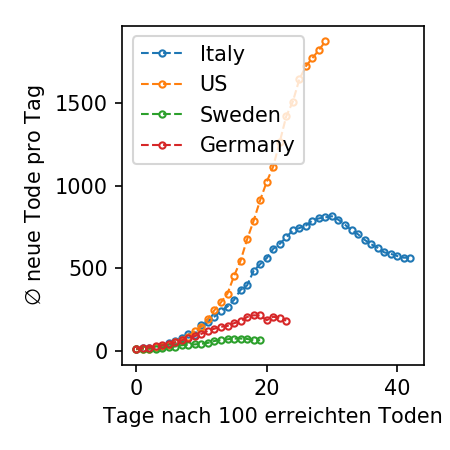 Italy
US
Sweden
Germany
∅ neue Tode pro Tag
1500
1000
500
0
0 20 40
Tage nach 100 erreichten Toden